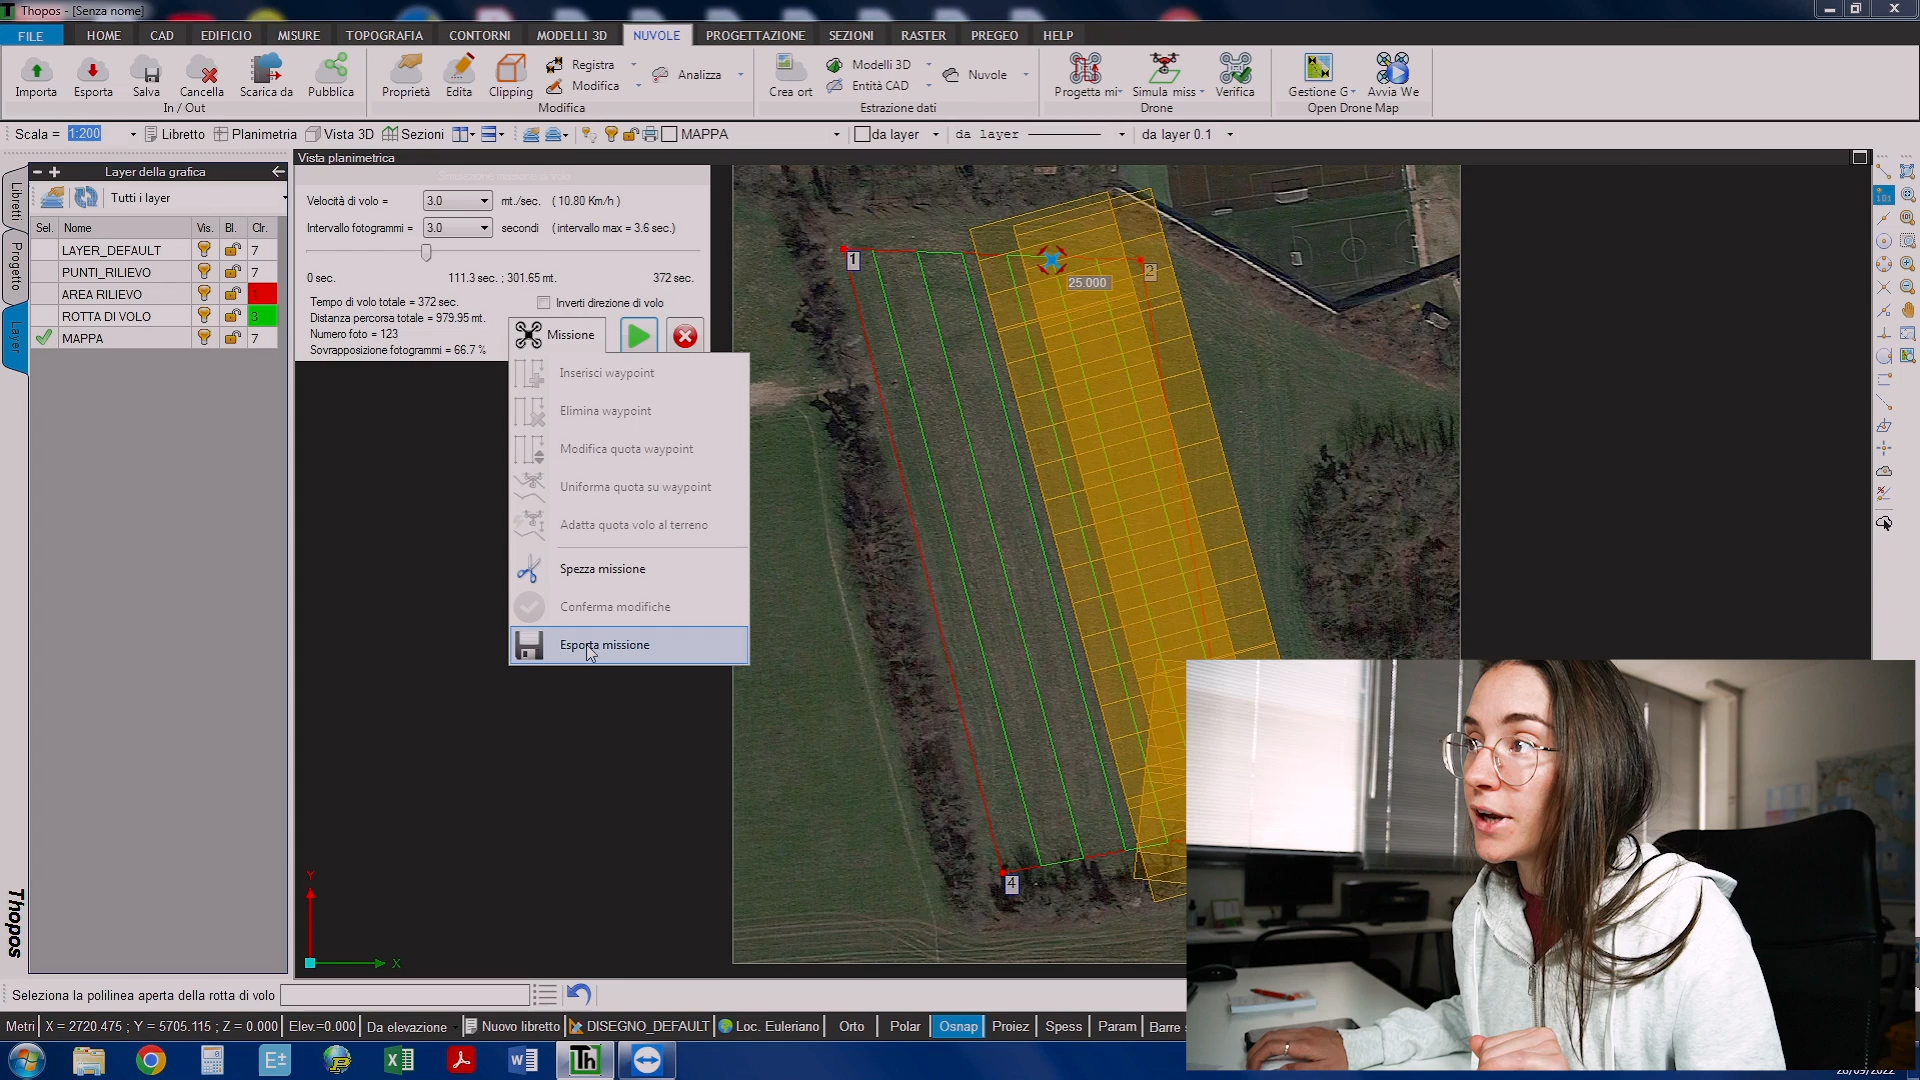 Thopos - [Senza nome]
FILE HOME CAD EDIFICIO MISURE TOPOGRAFIA CONTORNI MODELLI 3D NUVOLE PROGETTAZIONE SEZIONI RASTER PREGEO HELP
Importa Esporta Salva Cancella Scarica da Pubblica Proprietà Edita Clipping Registra Modifica Analizza Crea ort Modelli 3D Entità CAD Nuvole Progetta mi Simula miss Verifica Gestione G Avvia We
In / Out Modifica Estrazione dati Drone Open Drone Map
Scala = 1:200 Libretto Planimetria Vista 3D Sezioni MAPPA da layer da layer da layer 0.1
Layer della grafica
Tutti i layer
Sel. Nome Vis. Bl. Clr.
LAYER_DEFAULT 7
PUNTI_RILIEVO 7
AREA RILIEVO
ROTTA DI VOLO 3
MAPPA 7
Libretti
Progetto
Layer
Thopos
Vista planimetrica
Velocità di volo = 3.0 mt./sec. ( 10.80 Km/h )
Intervallo fotogrammi = 3.0 secondi (intervallo max = 3.6 sec.)
0 sec. 111.3 sec. ; 301.65 mt. 372 sec.
Tempo di volo totale = 372 sec. Inverti direzione di volo
Distanza percorsa totale = 979.95 mt.
Numero foto = 123
Sovrapposizione fotogrammi = 66.7 %
Missione
Inserisci waypoint
Elimina waypoint
Modifica quota waypoint
Uniforma quota su waypoint
Adatta quota volo al terreno
Spezza missione
Conferma modifiche
Esporta missione
1
2
25.000
4
Y
X
Seleziona la polilinea aperta della rotta di volo
Metri X = 2720.475 ; Y = 5705.115 ; Z = 0.000 Elev.=0.000 Da elevazione Nuovo libretto DISEGNO_DEFAULT Loc. Euleriano Orto Polar Osnap Proiez Spess Param Barre
Th
28/09/2022